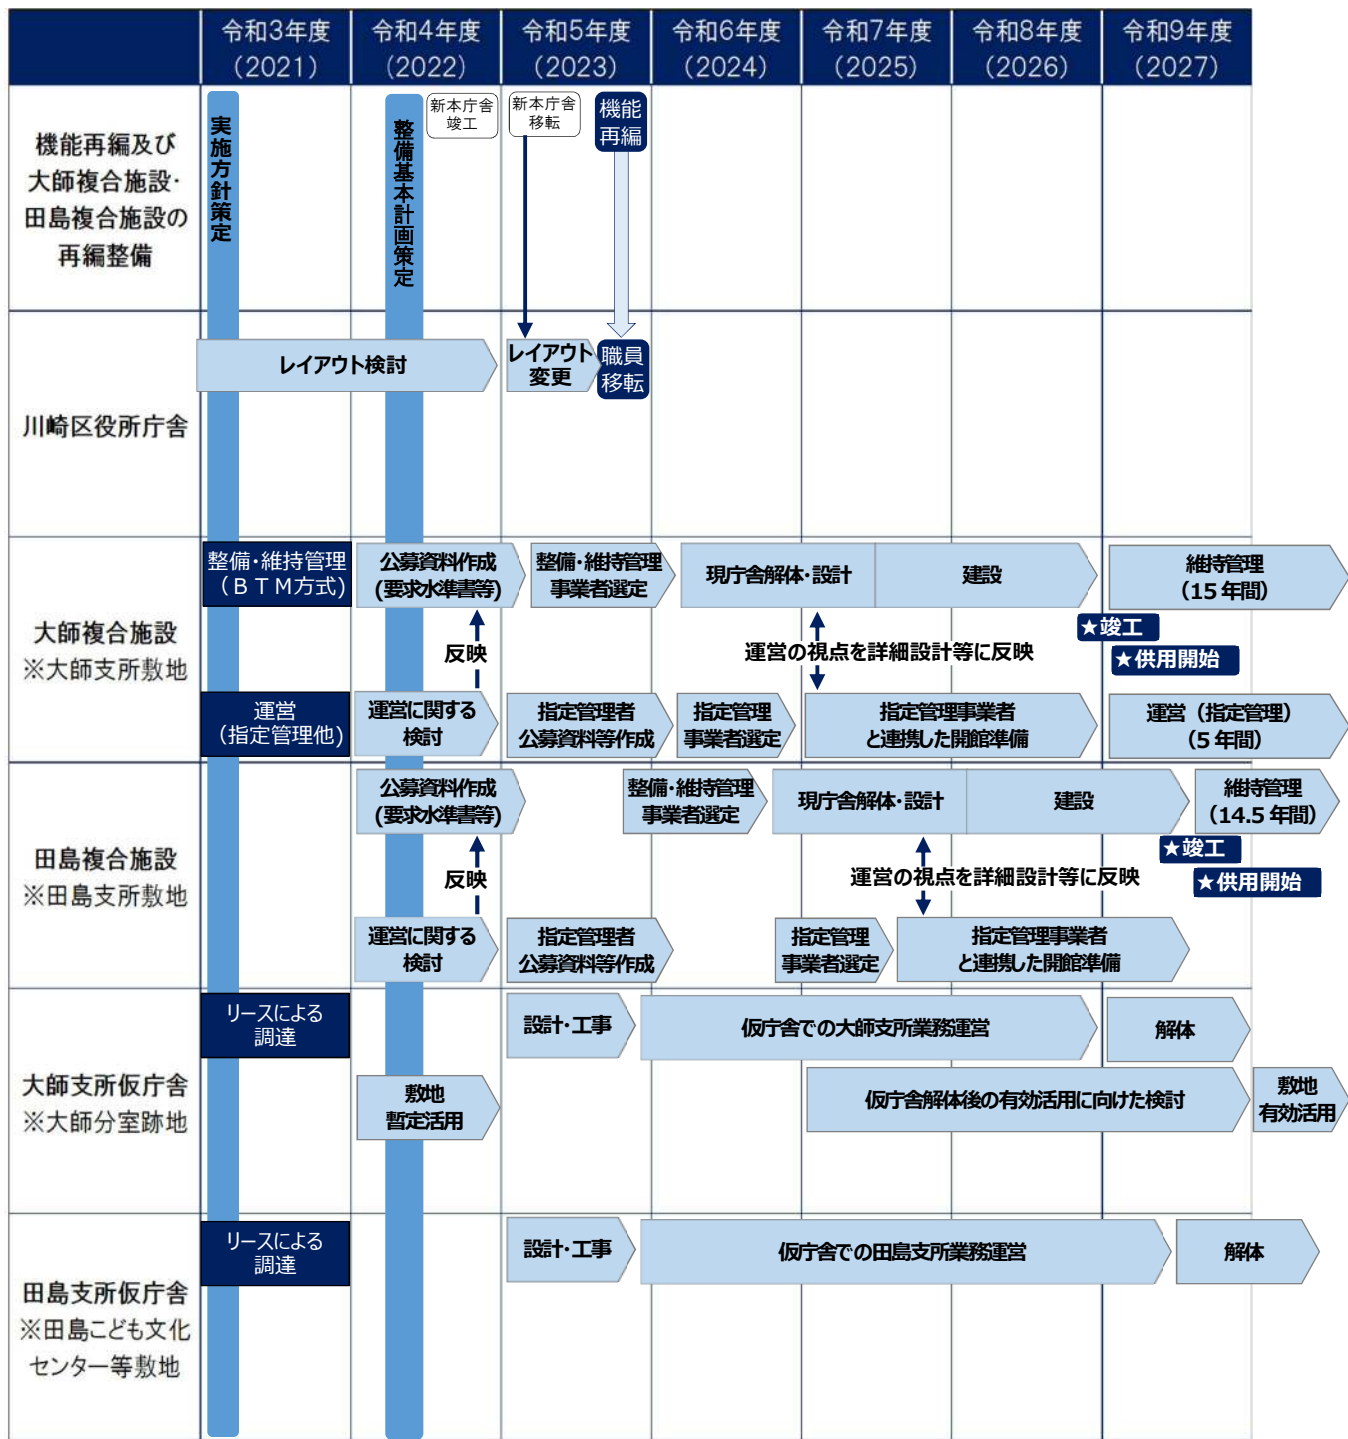 令和3年度
（2021）
令和4年度
（2022）
令和5年度
（2023）
令和6年度
（2024）
令和7年度
（2025）
令和8年度
（2026）
令和9年度
（2027）
機能再編及び
大師複合施設・
田島複合施設の
再編整備
実施方針策定
整備基本計画策定
新本庁舎
竣工
新本庁舎
移転
機能
再編
川崎区役所庁舎
レイアウト検討
レイアウト
変更
職員
移転
大師複合施設
※大師支所敷地
整備・維持管理
（ＢＴＭ方式）
公募資料作成
(要求水準書等)
整備・維持管理
事業者選定
現庁舎解体・設計
建設
維持管理
（15 年間）
★竣工
★供用開始
反映
運営の視点を詳細設計等に反映
運営
（指定管理他）
運営に関する
検討
指定管理者
公募資料等作成
指定管理
事業者選定
指定管理事業者
と連携した開館準備
運営（指定管理）
（5 年間）
田島複合施設
※田島支所敷地
公募資料作成
(要求水準書等)
整備・維持管理
事業者選定
現庁舎解体・設計
建設
維持管理
（14.5 年間）
★竣工
★供用開始
反映
運営の視点を詳細設計等に反映
運営に関する
検討
指定管理者
公募資料等作成
指定管理
事業者選定
指定管理事業者
と連携した開館準備
大師支所仮庁舎
※大師分室跡地
リースによる
調達
設計・工事
仮庁舎での大師支所業務運営
解体
敷地
暫定活用
仮庁舎解体後の有効活用に向けた検討
敷地
有効活用
田島支所仮庁舎
※田島こども文化
センター等敷地
リースによる
調達
設計・工事
仮庁舎での田島支所業務運営
解体